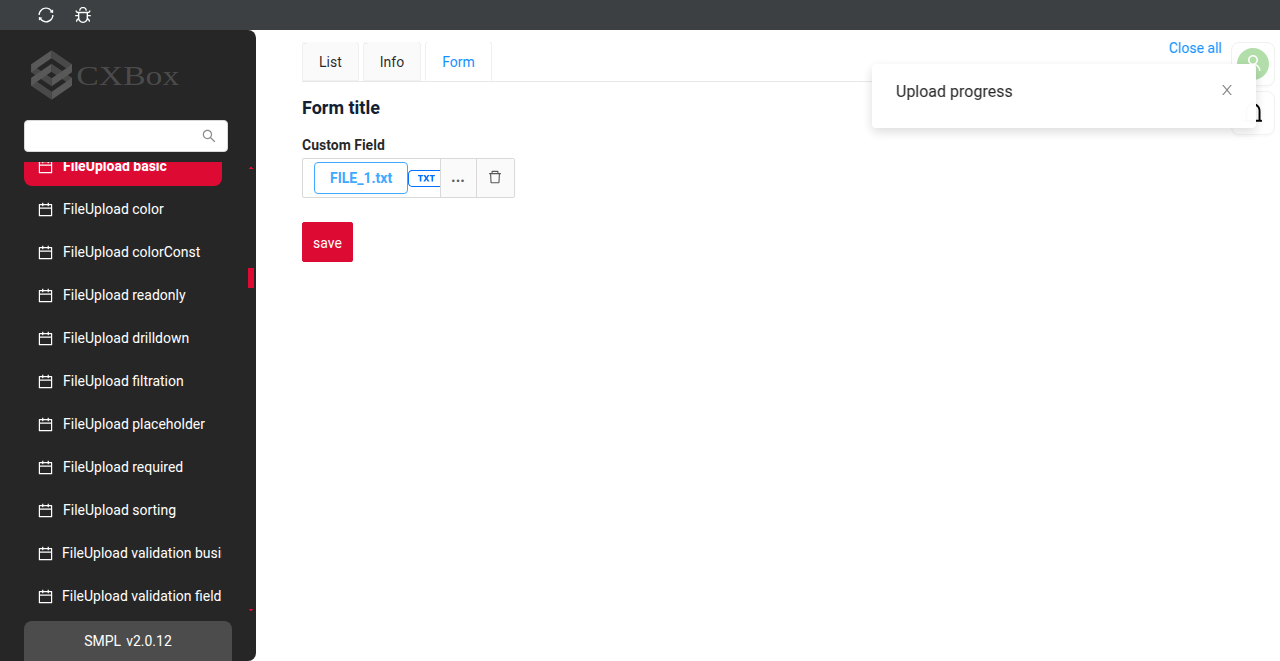 CXBox
FileUpload basic
FileUpload color
FileUpload colorConst
FileUpload readonly
FileUpload drilldown
FileUpload filtration
FileUpload placeholder
FileUpload required
FileUpload sorting
FileUpload validation busi
FileUpload validation field
SMPL v2.0.12
List
Info
Form
Close all
Upload progress
Form title
Custom Field
FILE_1.txt
TXT
...
save